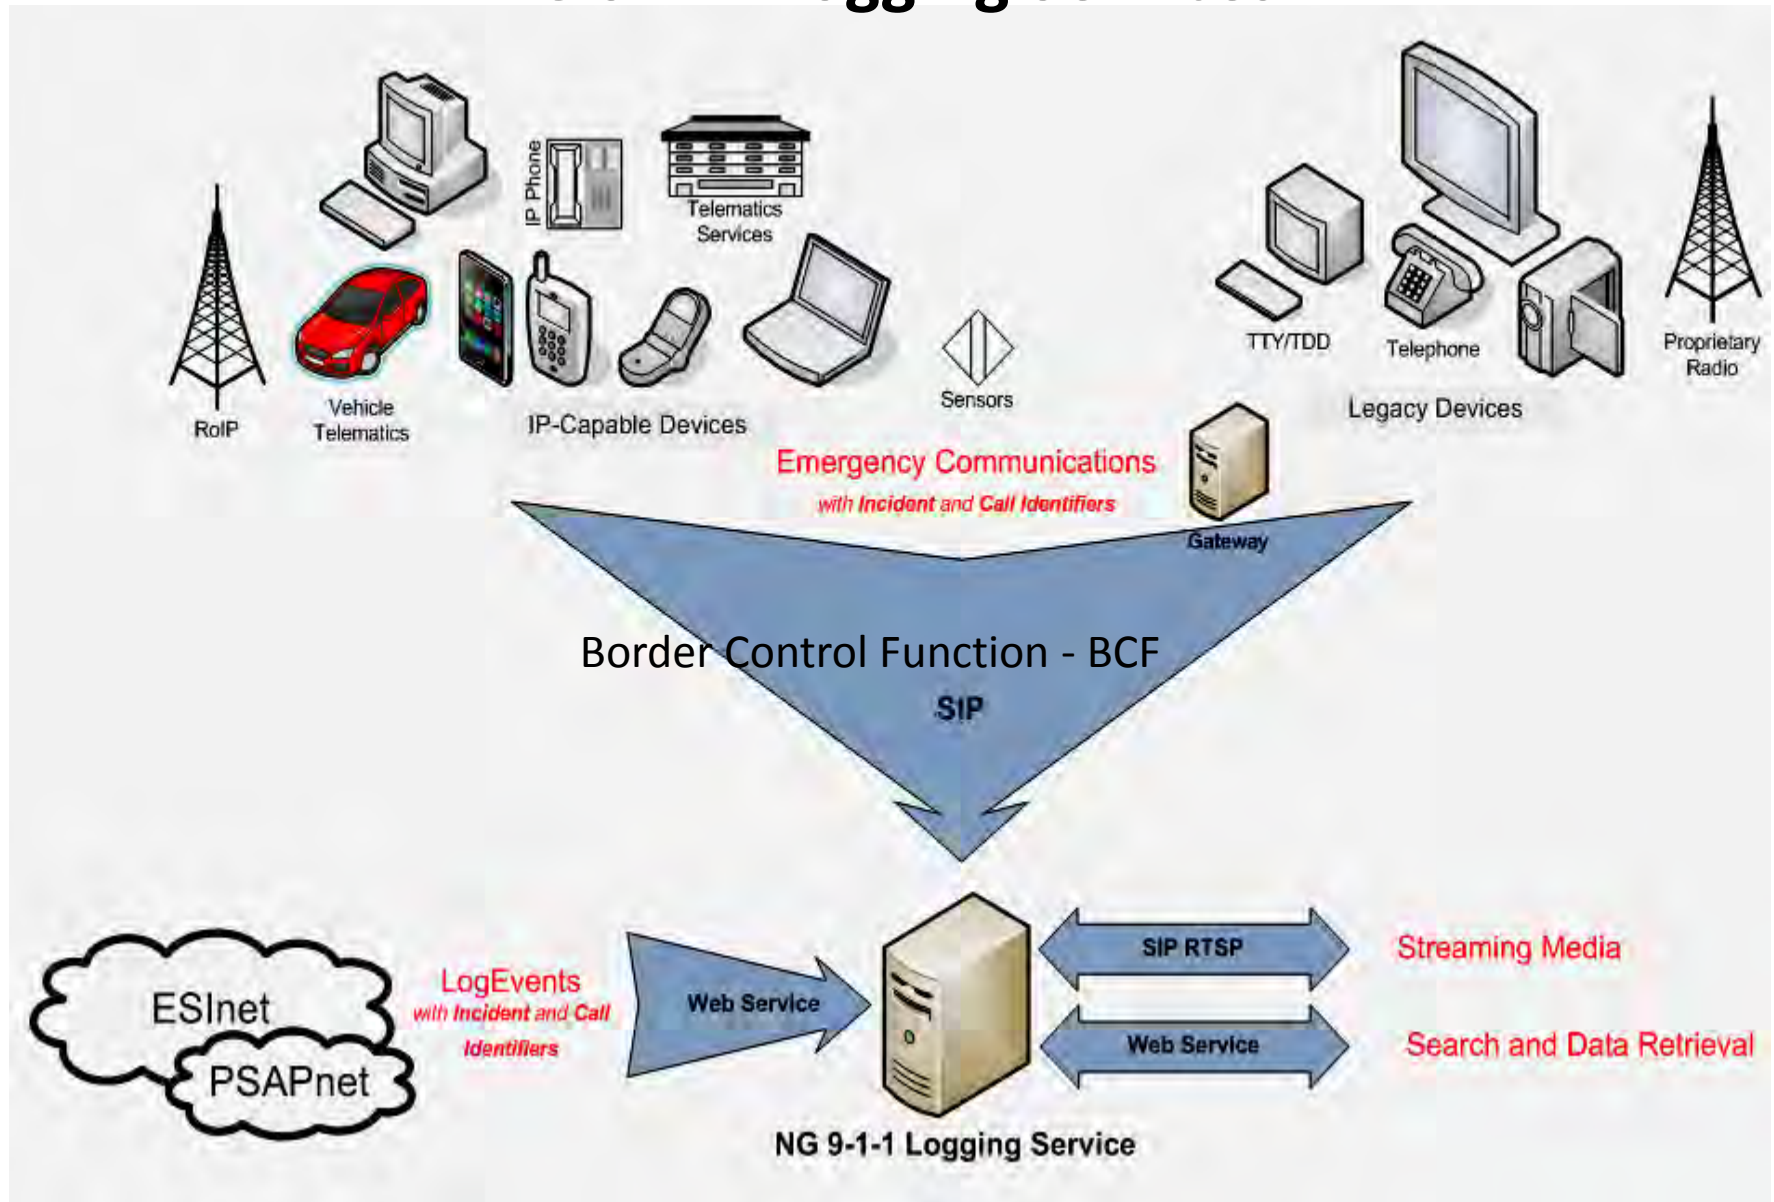 IP Phone
Telematics
Services
TTY/TDD
Telephone
Proprietary
Radio
RoIP
Vehicle
Telematics
IP-Capable Devices
Sensors
Legacy Devices
Emergency Communications
with Incident and Call Identifiers
Gateway
Border Control Function - BCF
SIP
ESInet
PSAPnet
LogEvents
with Incident and Call
Identifiers
Web Service
SIP RTSP
Streaming Media
Web Service
Search and Data Retrieval
NG 9-1-1 Logging Service